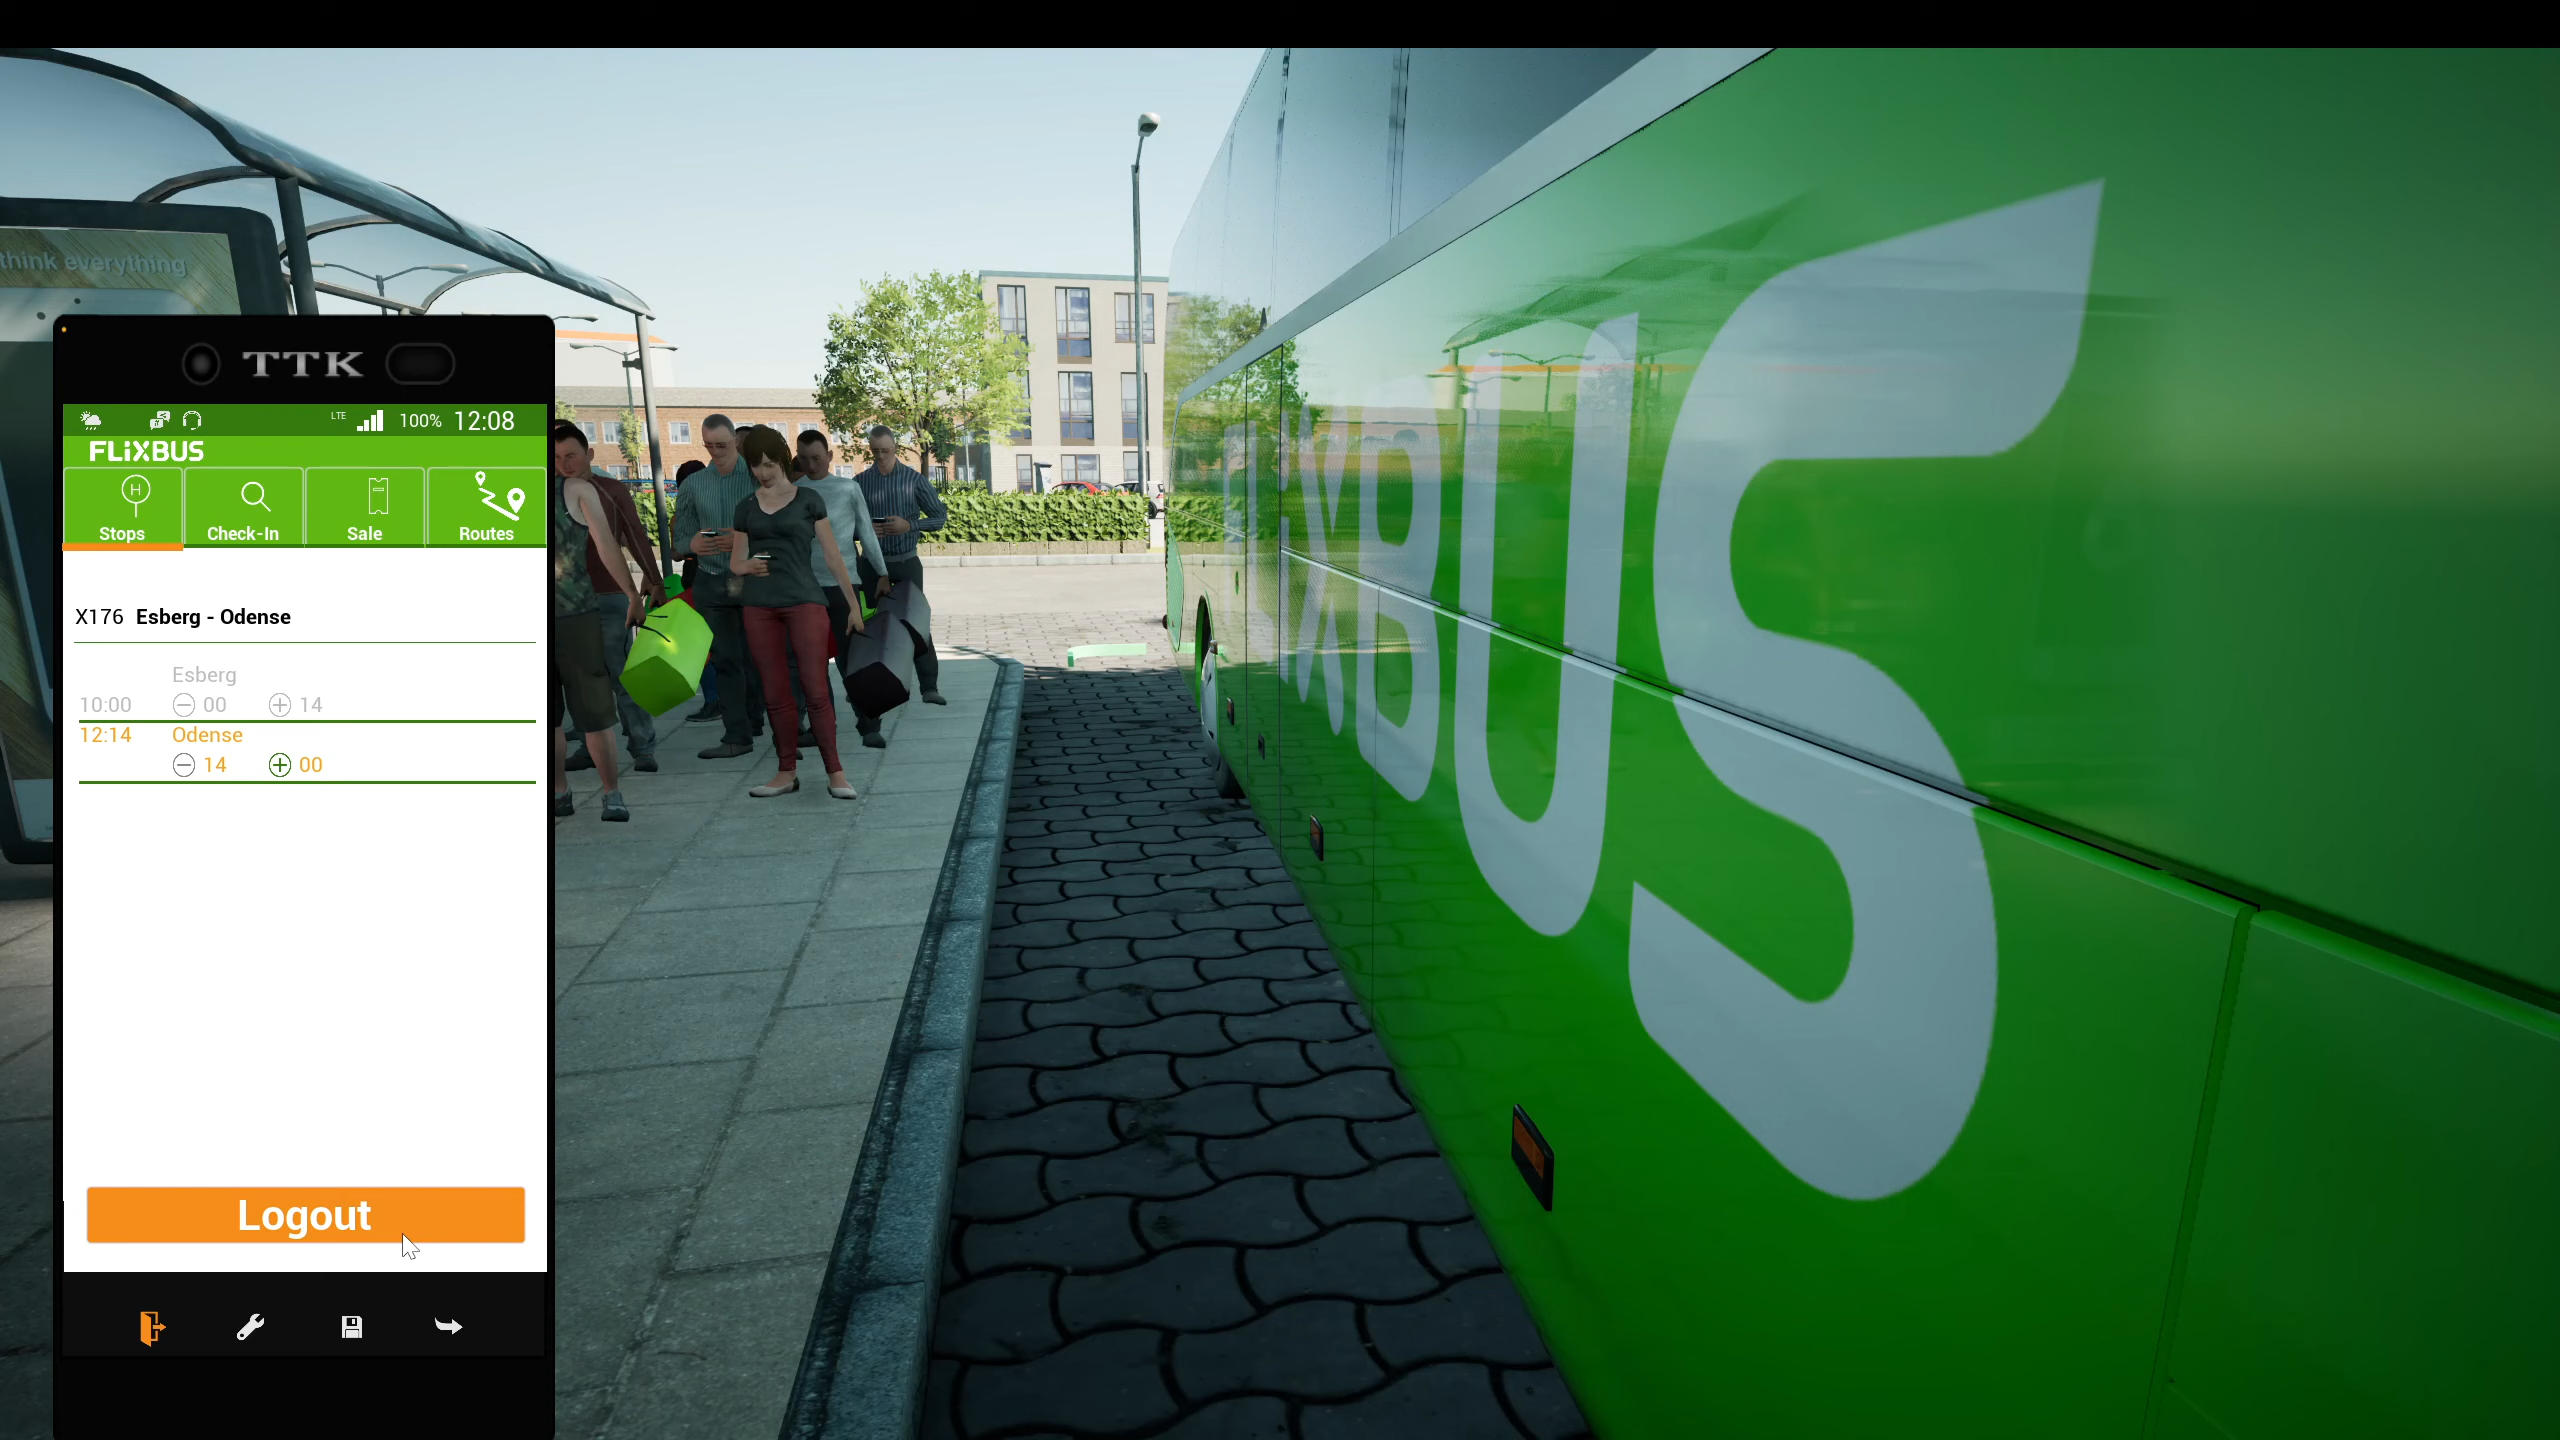 think everything
TTK
LTE 100% 12:08
FLiXBUS
Stops Check-In Sale Routes
X176 Esberg - Odense
Esberg
10:00 00 14
12:14 Odense
14 00
Logout
FLIXBUS